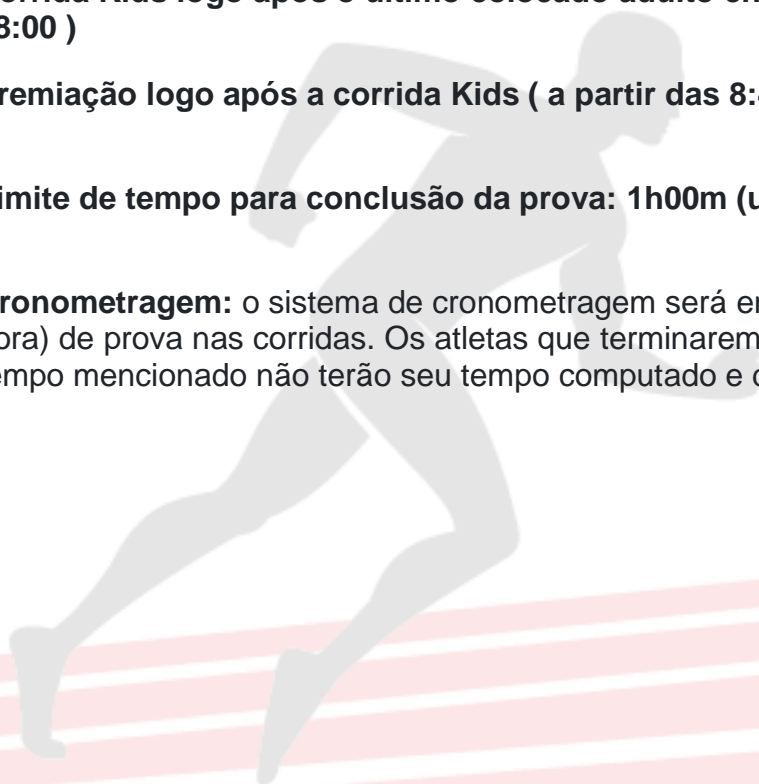 8:00 )
remiação logo após a corrida Kids ( a partir das 8:
imite de tempo para conclusão da prova: 1h00m (u
ronometragem: o sistema de cronometragem será e
ora) de prova nas corridas. Os atletas que terminarem
empo mencionado não terão seu tempo computado e